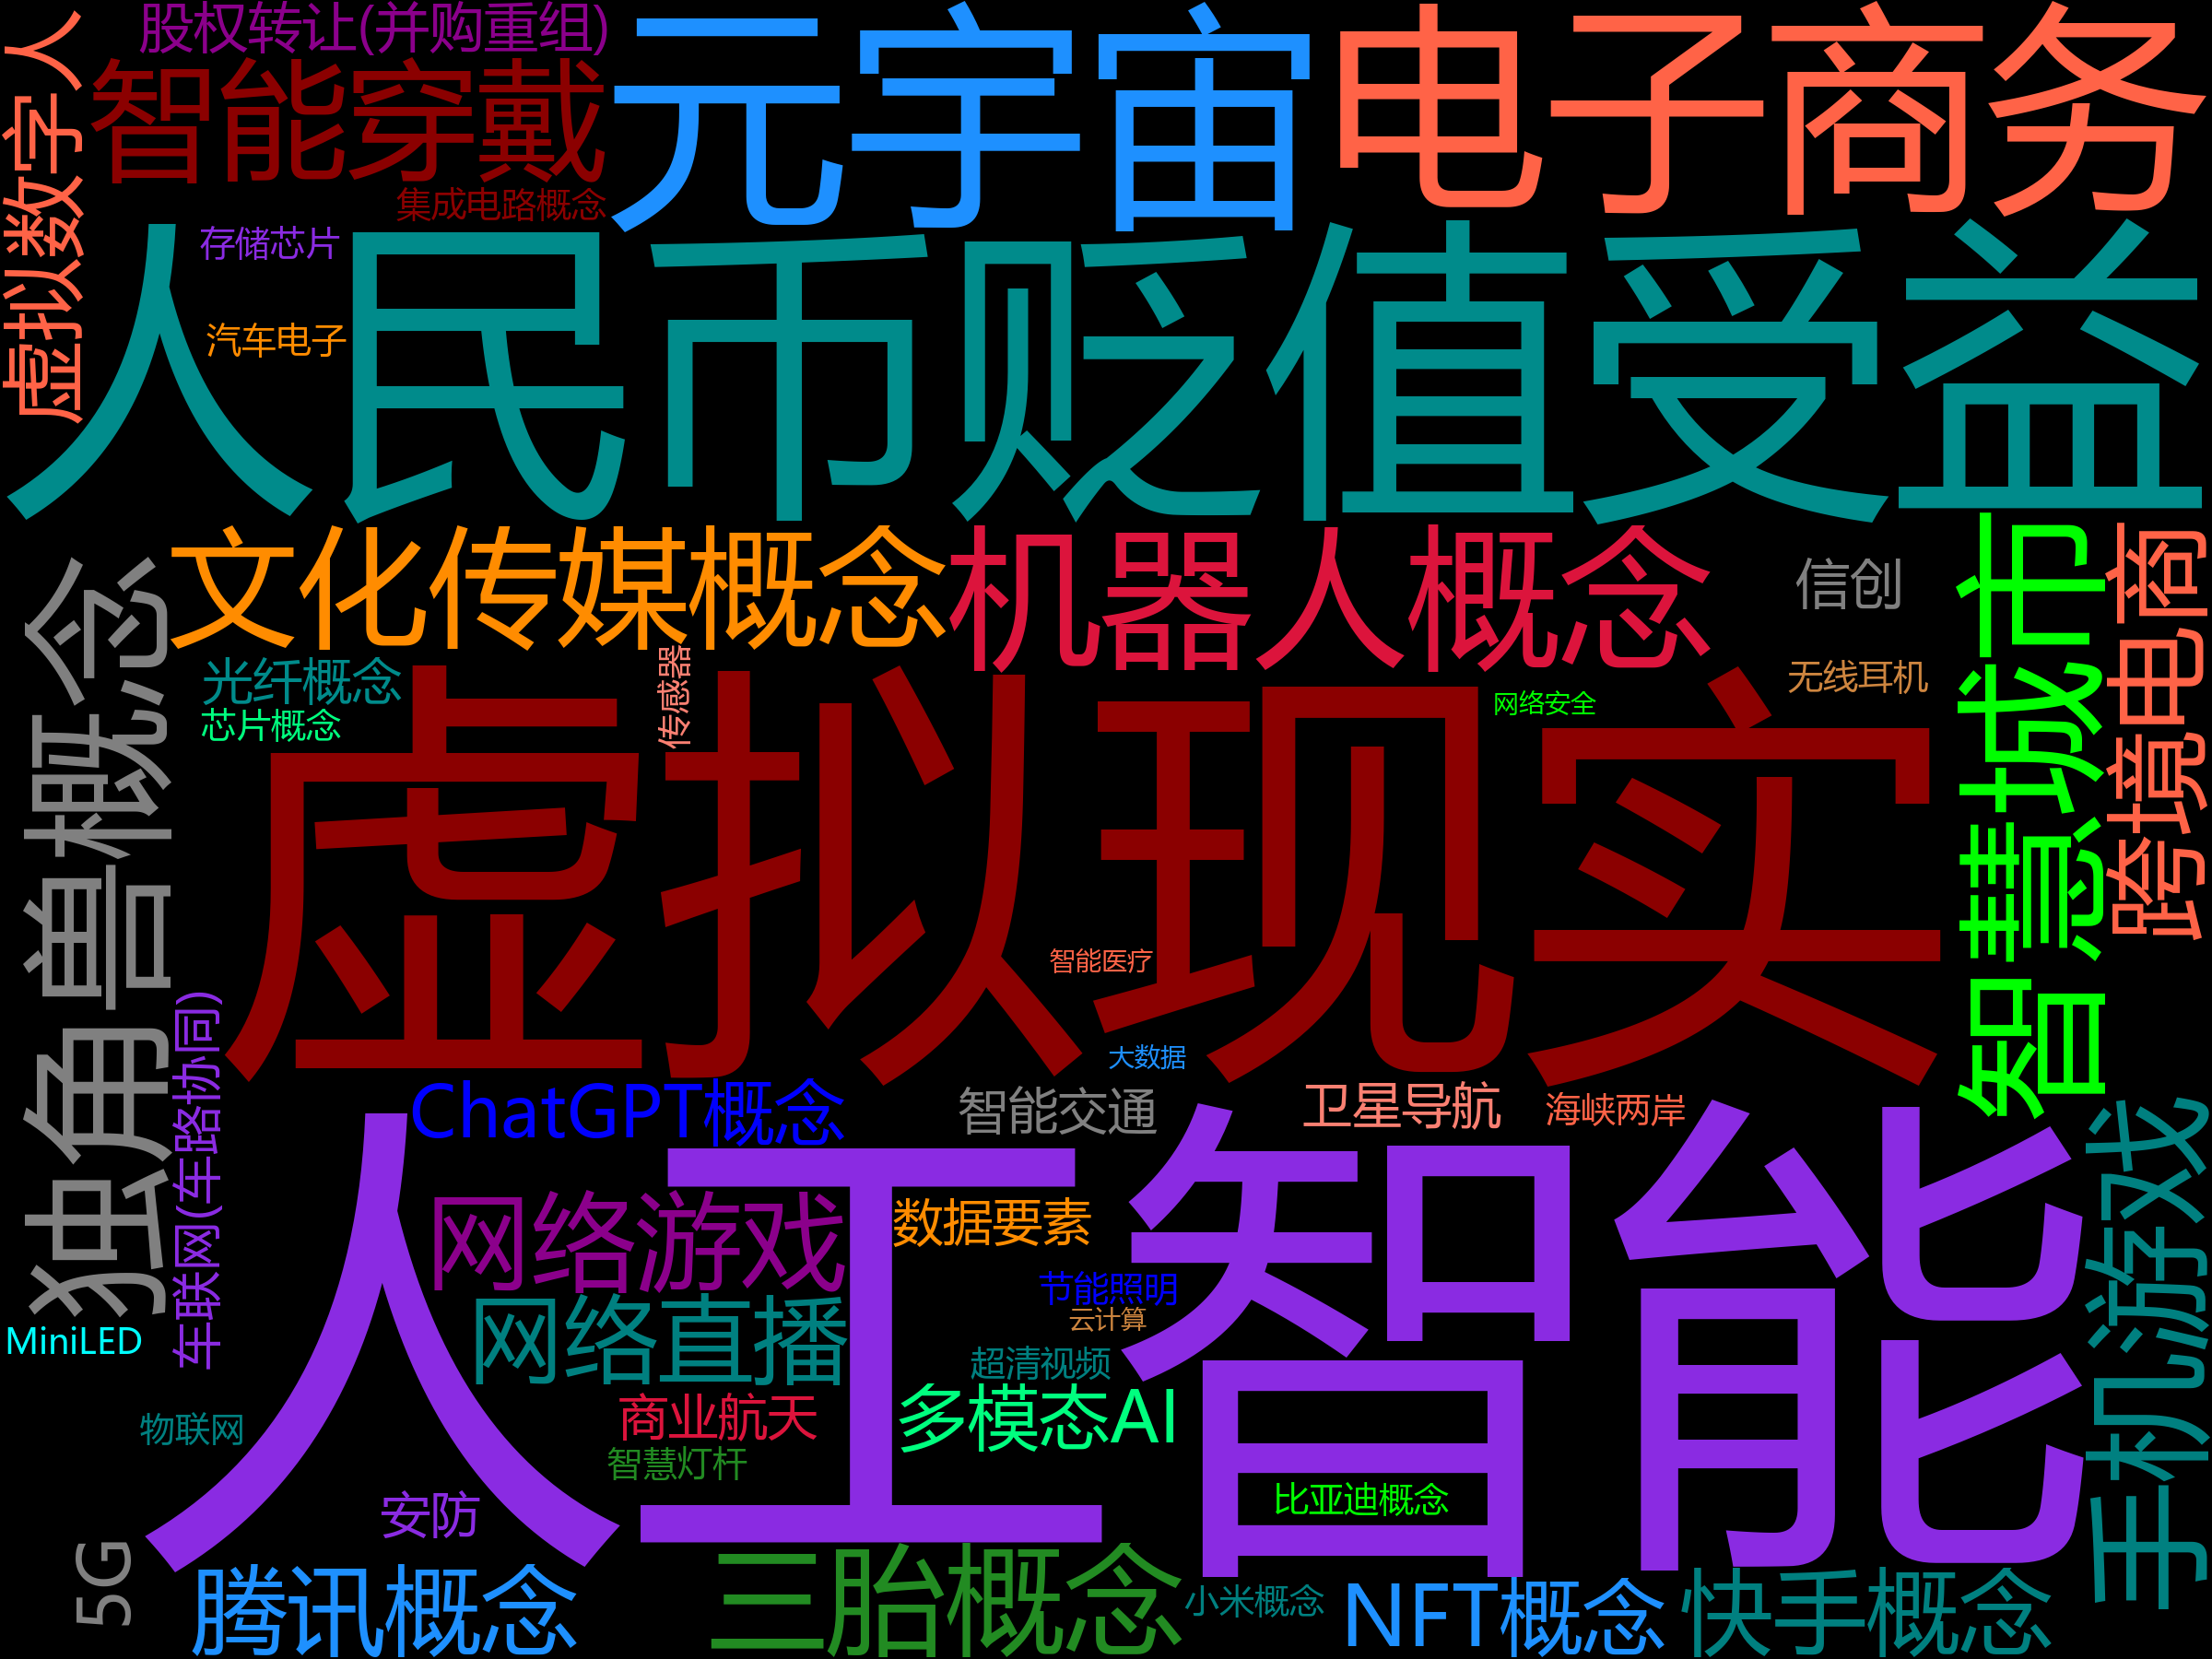 股权转让(并购重组)
虚拟数字人
智能穿戴
元宇宙
电子商务
集成电路概念
存储芯片
汽车电子
人民币贬值受益
独角兽概念
文化传媒概念
机器人概念
信创
智慧城市
跨境电商
光纤概念
芯片概念
传感器
网络安全
无线耳机
虚拟现实
智能医疗
大数据
车联网(车路协同)
ChatGPT概念
智能交通
卫星导航
海峡两岸
人工智能
网络游戏
数据要素
节能照明
云计算
网络直播
超清视频
MiniLED
商业航天
多模态AI
手机游戏
物联网
智慧灯杆
安防
比亚迪概念
5G
腾讯概念
三胎概念
小米概念
NFT概念
快手概念